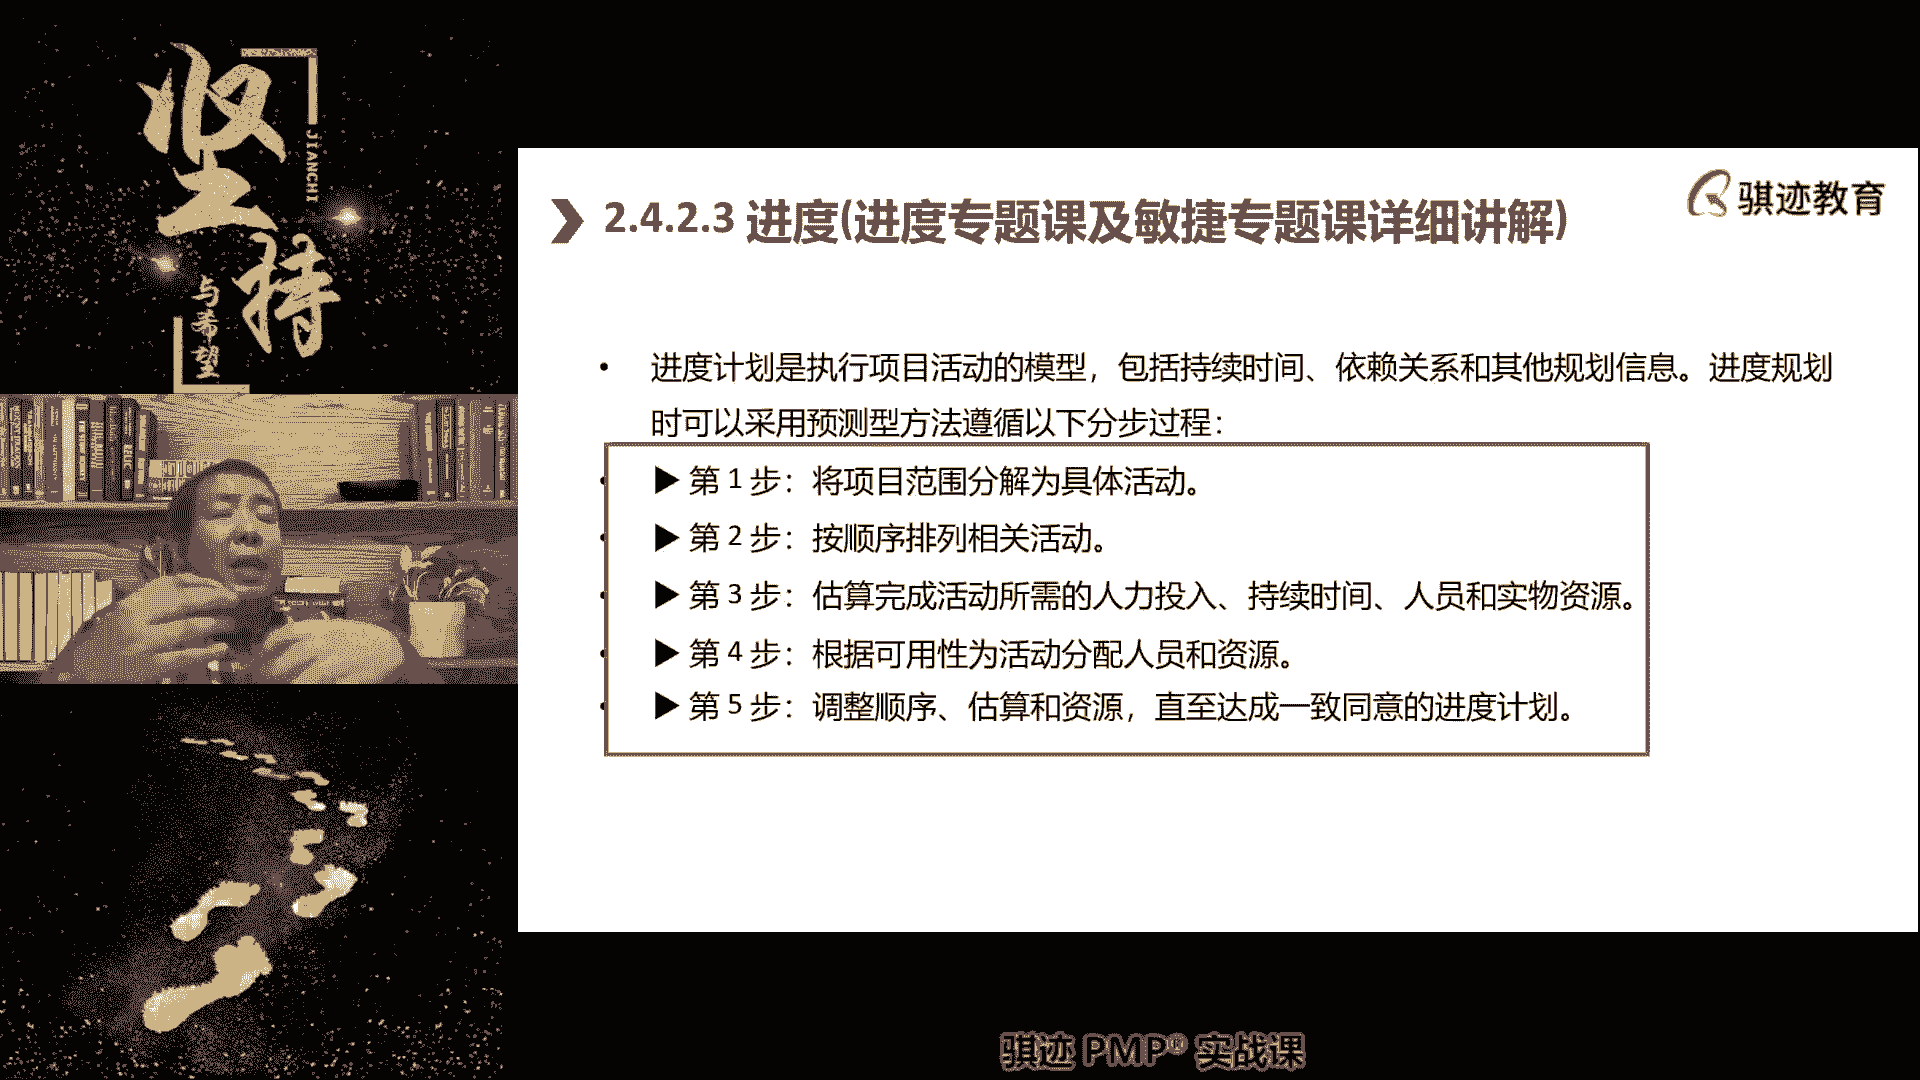 坚持
JIANCHI
与希望
2.4.2.3 进度(进度专题课及敏捷专题课详细讲解)
骐迹教育
• 进度计划是执行项目活动的模型，包括持续时间、依赖关系和其他规划信息。进度规划
时可以采用预测型方法遵循以下分步过程：
▶ 第 1 步：将项目范围分解为具体活动。
▶ 第 2 步：按顺序排列相关活动。
▶ 第 3 步：估算完成活动所需的人力投入、持续时间、人员和实物资源。
▶ 第 4 步：根据可用性为活动分配人员和资源。
▶ 第 5 步：调整顺序、估算和资源，直至达成一致同意的进度计划。
骐迹 PMP® 实战课